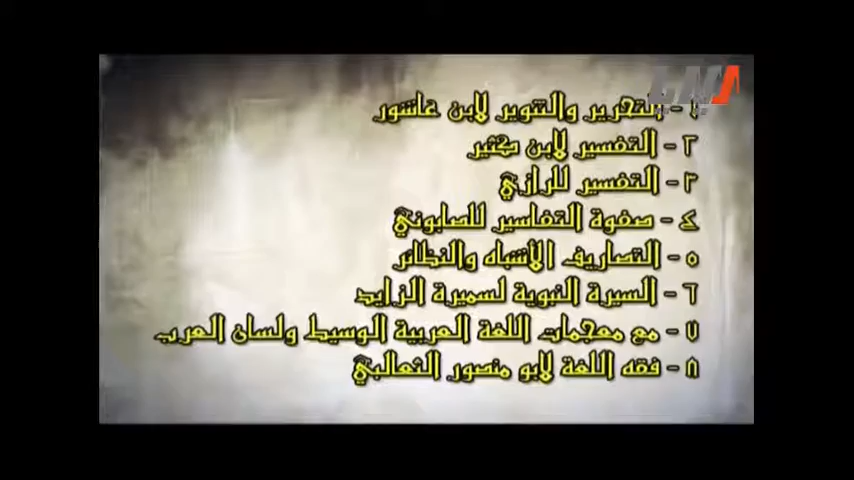 ١ - التحرير والتنوير لابن عاشور
٢ - التفسير لابن كثير
٣ - التفسير للرازي
٤ - صفوة التفاسير للصابوني
٥ - التصاريف الأشباه والنظائر
٦ - السيرة النبوية لسميرة الزايد
٧ - مع معجمات اللغة العربية الوسيط ولسان العرب
٨ - فقه اللغة لابو منصور الثعالبي